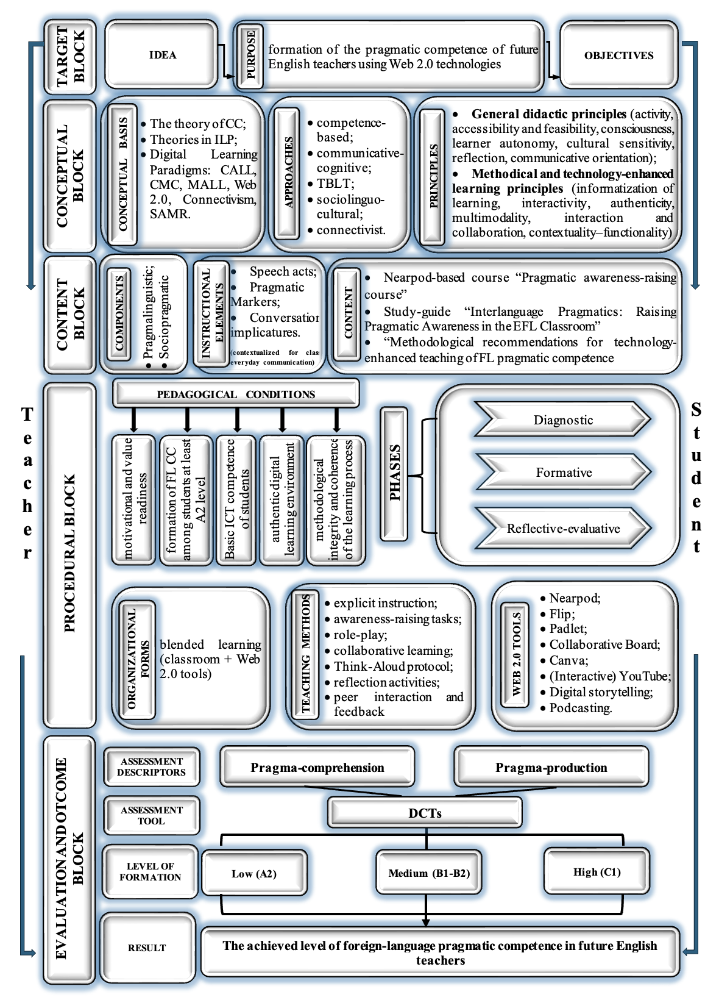 TARGET
BLOCK
IDEA
PURPOSE
formation of the pragmatic competence of future
English teachers using Web 2.0 technologies
OBJECTIVES
CONCEPTUAL
BLOCK
CONCEPTUAL BASIS
• The theory of CC;
• Theories in ILP;
• Digital Learning
Paradigms: CALL,
CMC, MALL, Web
2.0, Connectivism,
SAMR.
APPROACHES
• competence-
based;
• communicative-
cognitive;
• TBLT;
• sociolinguo-
cultural;
• connectivist.
PRINCIPLES
• General didactic principles (activity,
accessibility and feasibility, consciousness,
learner autonomy, cultural sensitivity,
reflection, communicative orientation);
• Methodical and technology-enhanced
learning principles (informatization of
learning, interactivity, authenticity,
multimodality, interaction and
collaboration, contextuality–functionality)
CONTENT
BLOCK
COMPONENTS
• Pragmalinguistic;
• Sociopragmatic
INSTRUCTIONAL
ELEMENTS
• Speech acts;
• Pragmatic
Markers;
• Conversation
implicatures.
(contextualized for clas
everyday communication)
CONTENT
• Nearpod-based course “Pragmatic awareness-raising
course”
• Study-guide “Interlanguage Pragmatics: Raising
Pragmatic Awareness in the EFL Classroom”
• “Methodological recommendations for technology-
enhanced teaching of FL pragmatic competence
Teacher
Student
PROCEDURAL BLOCK
PEDAGOGICAL CONDITIONS
motivational and value
readiness
formation of FL CC
among students at least
A2 level
Basic ICT competence
of students
authentic digital
learning environment
methodological
integrity and coherence
of the learning process
PHASES
Diagnostic
Formative
Reflective-evaluative
ORGANIZATIONAL
FORMS
blended learning
(classroom + Web
2.0 tools)
TEACHING METHODS
• explicit instruction;
• awareness-raising tasks;
• role-play;
• collaborative learning;
• Think-Aloud protocol;
• reflection activities;
• peer interaction and
feedback
WEB 2.0 TOOLS
• Nearpod;
• Flip;
• Padlet;
• Collaborative Board;
• Canva;
• (Interactive) YouTube;
• Digital storytelling;
• Podcasting.
EVALUATION AND OTCOME
BLOCK
ASSESSMENT
DESCRIPTORS
Pragma-comprehension
Pragma-production
ASSESSMENT
TOOL
DCTs
LEVEL OF
FORMATION
Low (A2)
Medium (B1-B2)
High (C1)
RESULT
The achieved level of foreign-language pragmatic competence in future English
teachers